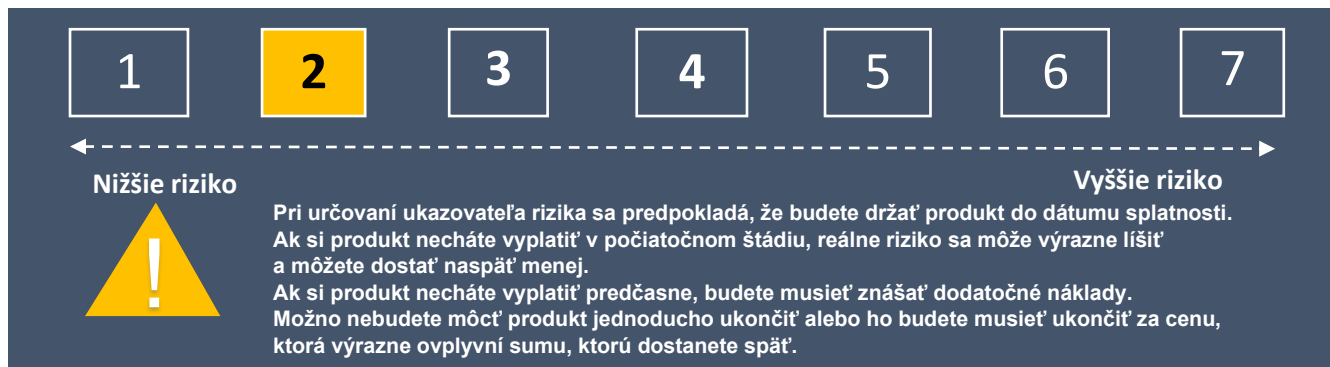 1 2 3 4 5 6 7
Nižšie riziko Vyššie riziko
!
Pri určovaní ukazovateľa rizika sa predpokladá, že budete držať produkt do dátumu splatnosti.
Ak si produkt necháte vyplatiť v počiatočnom štádiu, reálne riziko sa môže výrazne líšiť
a môžete dostať naspäť menej.
Ak si produkt necháte vyplatiť predčasne, budete musieť znášať dodatočné náklady.
Možno nebudete môcť produkt jednoducho ukončiť alebo ho budete musieť ukončiť za cenu,
ktorá výrazne ovplyvní sumu, ktorú dostanete späť.